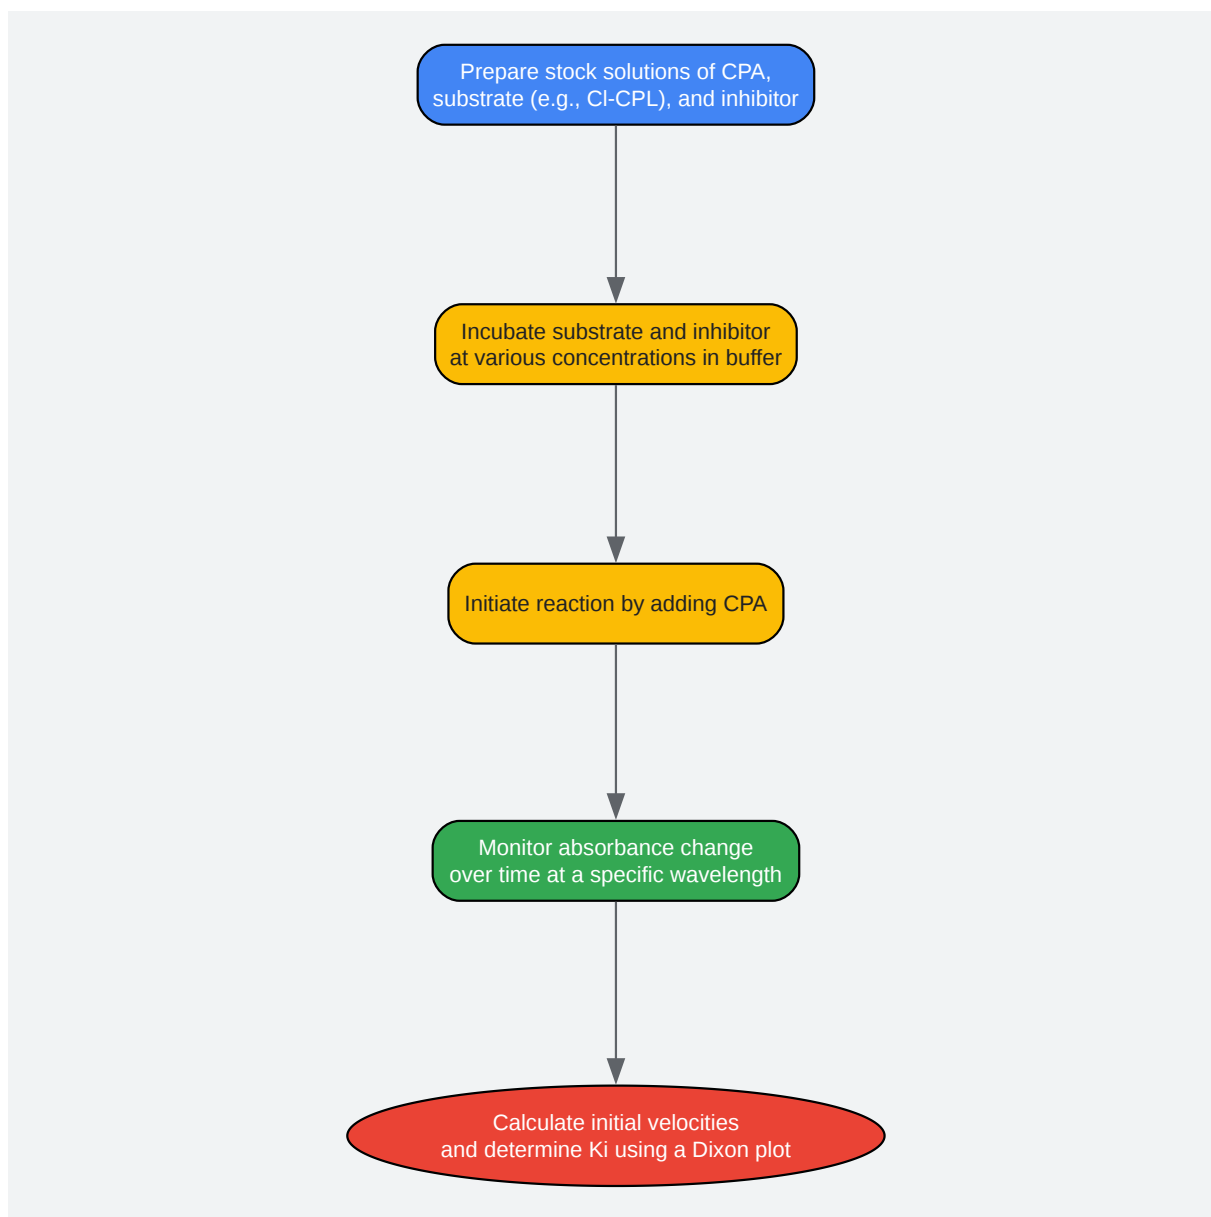 Prepare stock solutions of CPA,
substrate (e.g., Cl-CPL), and inhibitor
Incubate substrate and inhibitor
at various concentrations in buffer
Initiate reaction by adding CPA
Monitor absorbance change
over time at a specific wavelength
Calculate initial velocities
and determine Ki using a Dixon plot